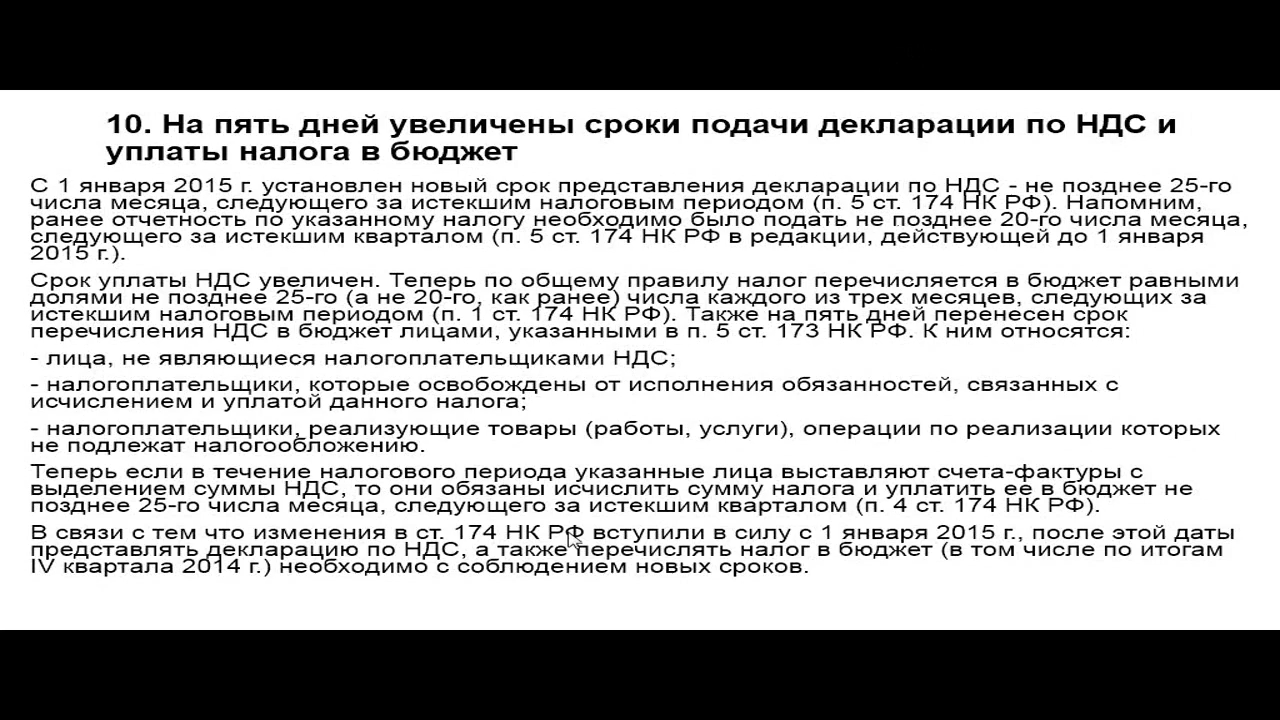 10. На пять дней увеличены сроки подачи декларации по НДС и
уплаты налога в бюджет
С 1 января 2015 г. установлен новый срок представления декларации по НДС - не позднее 25-го
числа месяца, следующего за истекшим налоговым периодом (п. 5 ст. 174 НК РФ). Напомним,
ранее отчетность по указанному налогу необходимо было подать не позднее 20-го числа месяца,
следующего за истекшим кварталом (п. 5 ст. 174 НК РФ в редакции, действующей до 1 января
2015 г.).
Срок уплаты НДС увеличен. Теперь по общему правилу налог перечисляется в бюджет равными
долями не позднее 25-го (а не 20-го, как ранее) числа каждого из трех месяцев, следующих за
истекшим налоговым периодом (п. 1 ст. 174 НК РФ). Также на пять дней перенесен срок
перечисления НДС в бюджет лицами, указанными в п. 5 ст. 173 НК РФ. К ним относятся:
- лица, не являющиеся налогоплательщиками НДС;
- налогоплательщики, которые освобождены от исполнения обязанностей, связанных с
исчислением и уплатой данного налога;
- налогоплательщики, реализующие товары (работы, услуги), операции по реализации которых
не подлежат налогообложению.
Теперь если в течение налогового периода указанные лица выставляют счета-фактуры с
выделением суммы НДС, то они обязаны исчислить сумму налога и уплатить ее в бюджет не
позднее 25-го числа месяца, следующего за истекшим кварталом (п. 4 ст. 174 НК РФ).
В связи с тем что изменения в ст. 174 НК РФ вступили в силу с 1 января 2015 г., после этой даты
представлять декларацию по НДС, а также перечислять налог в бюджет (в том числе по итогам
IV квартала 2014 г.) необходимо с соблюдением новых сроков.